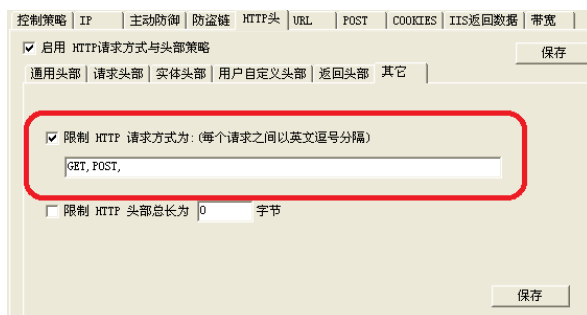 控制策略 IP 主动防御 防盗链 HTTP头 URL POST COOKIES IIS返回数据 带宽
启用 HTTP请求方式与头部策略
保存
通用头部 请求头部 实体头部 用户自定义头部 返回头部 其它
限制 HTTP 请求方式为:(每个请求之间以英文逗号分隔)
GET,POST,
限制 HTTP 头部总长为 0 字节
保存